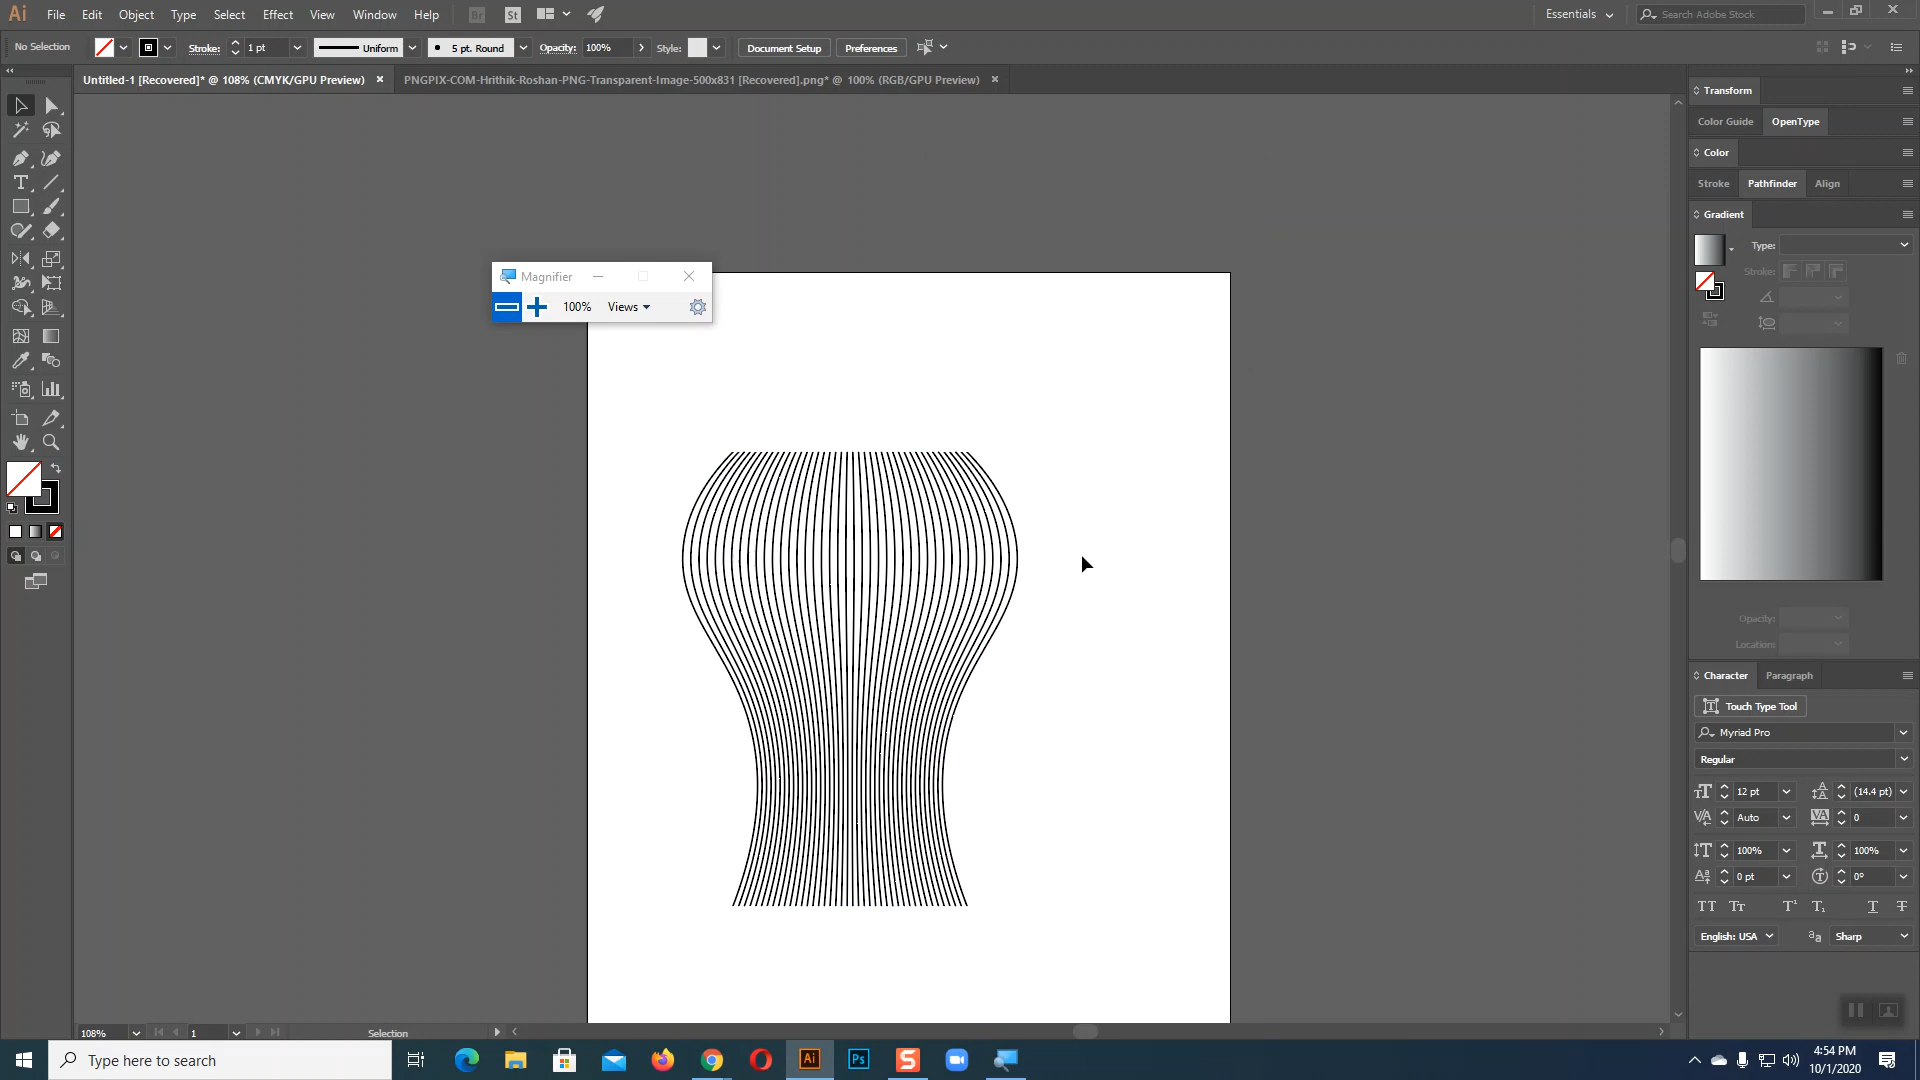 Ai File Edit Object Type Select Effect View Window Help Br St Essentials Search Adobe Stock
No Selection Stroke: 1 pt Uniform 5 pt. Round Opacity: 100% Style: Document Setup Preferences
Untitled-1 [Recovered]* @ 108% (CMYK/GPU Preview) × PNGPIX-COM-Hrithik-Roshan-PNG-Transparent-Image-500x831 [Recovered].png* @ 100% (RGB/GPU Preview) ×
Transform
Color Guide OpenType
Color
Stroke Pathfinder Align
Gradient
Type:
Stroke:
Magnifier
100% Views
Opacity:
Location:
Character Paragraph
Touch Type Tool
Myriad Pro
Regular
12 pt (14.4 pt)
Auto 0
100% 100%
0 pt 0°
English: USA Sharp
108% 1 Selection
Type here to search
Ai Ps S
4:54 PM
10/1/2020